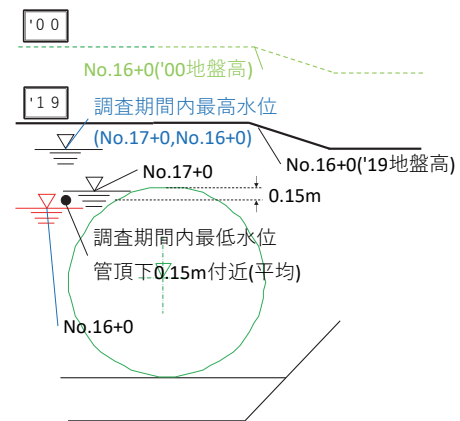 '00
No.16+0('00地盤高)
'19
調査期間内最高水位
(No.17+0,No.16+0)
No.16+0('19地盤高)
No.17+0
0.15m
調査期間内最低水位
管頂下0.15m付近(平均)
No.16+0